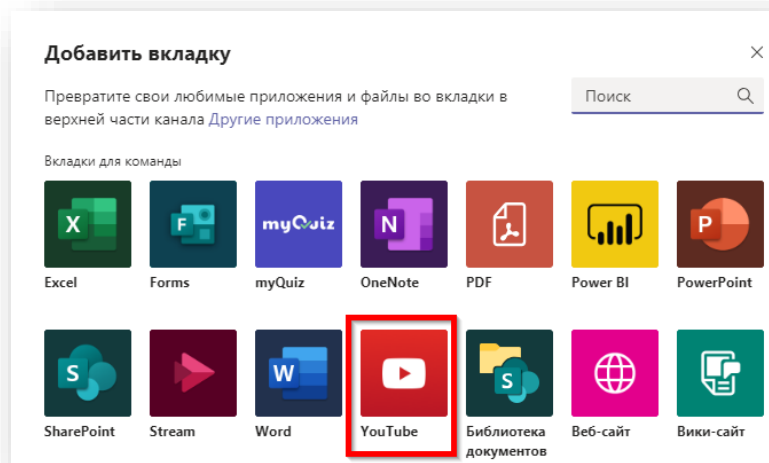 Добавить вкладку
Превратите свои любимые приложения и файлы во вкладки в
верхней части канала Другие приложения
Поиск
Вкладки для команды
X
F
myQuiz
N
P
Excel
Forms
myQuiz
OneNote
PDF
Power BI
PowerPoint
S
W
S
SharePoint
Stream
Word
YouTube
Библиотека
документов
Веб-сайт
Вики-сайт